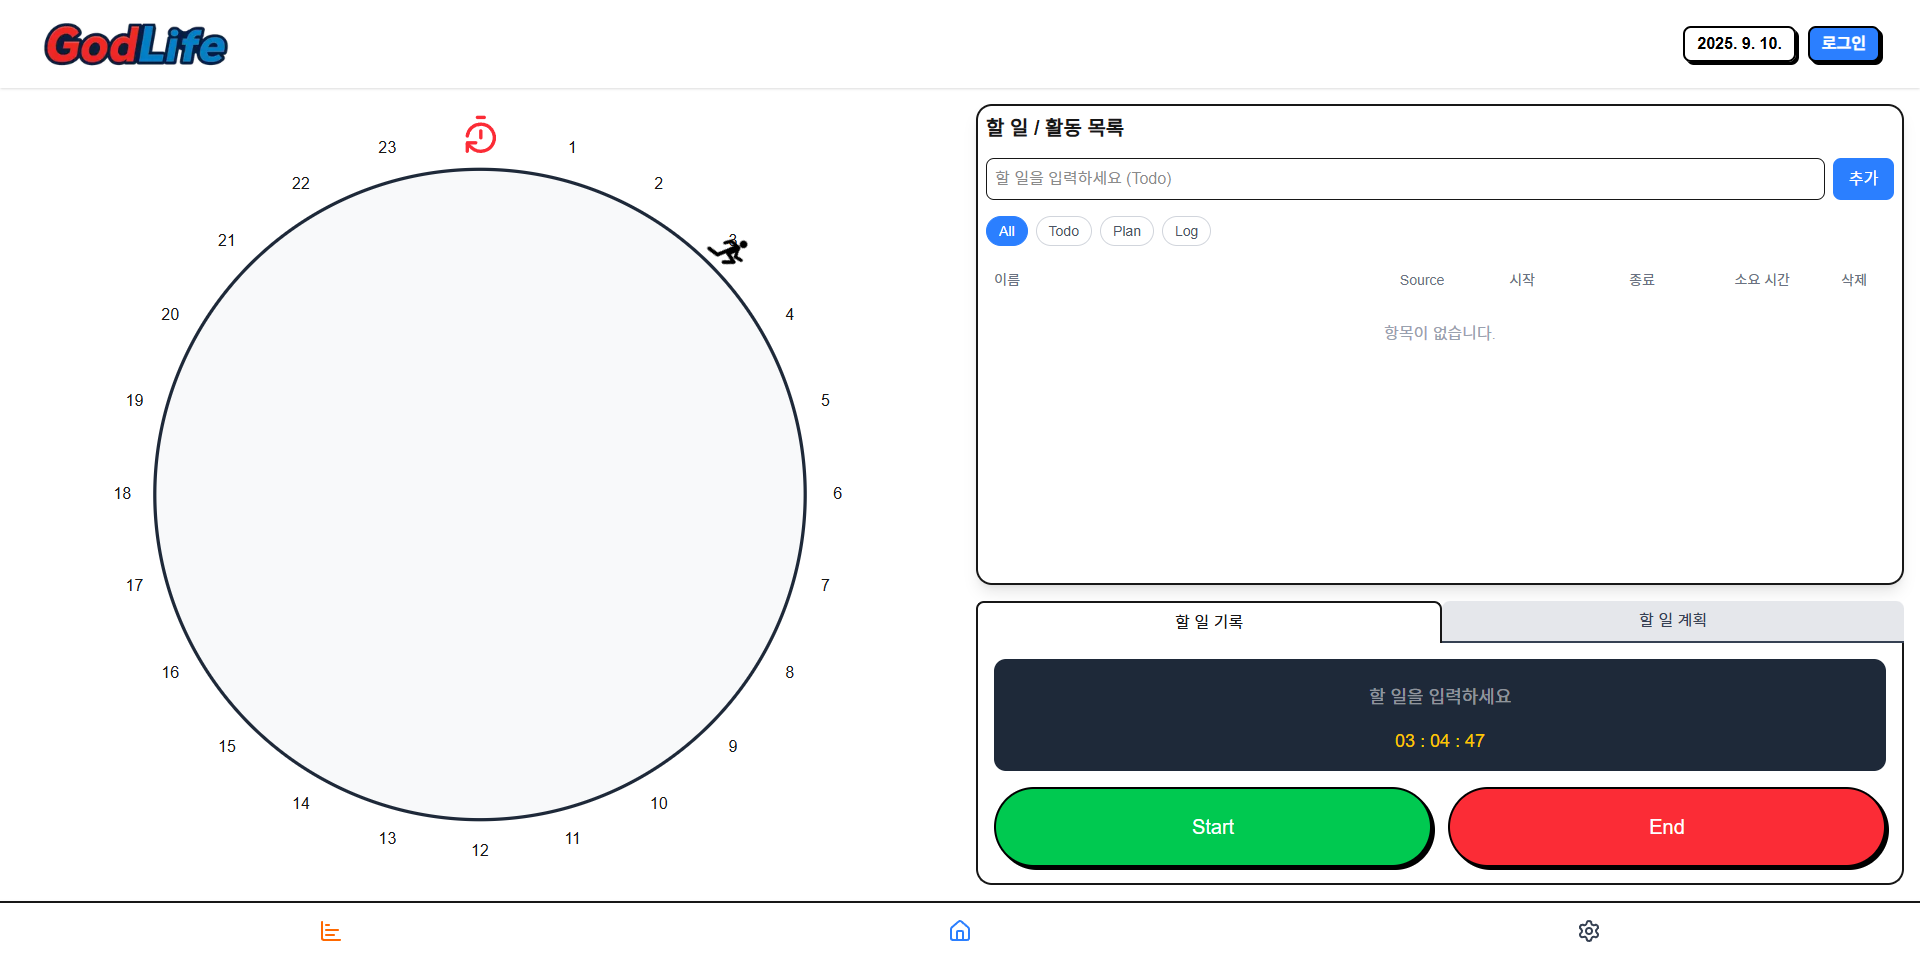 GodLife
2025. 9. 10.
로그인
23
1
22
2
21
3
20
4
19
5
18
6
17
7
16
8
15
9
14
10
13
11
12
할 일 / 활동 목록
할 일을 입력하세요 (Todo)
추가
All Todo Plan Log
이름 Source 시작 종료 소요 시간 삭제
항목이 없습니다.
할 일 기록
할 일 계획
할 일을 입력하세요
03 : 04 : 47
Start
End